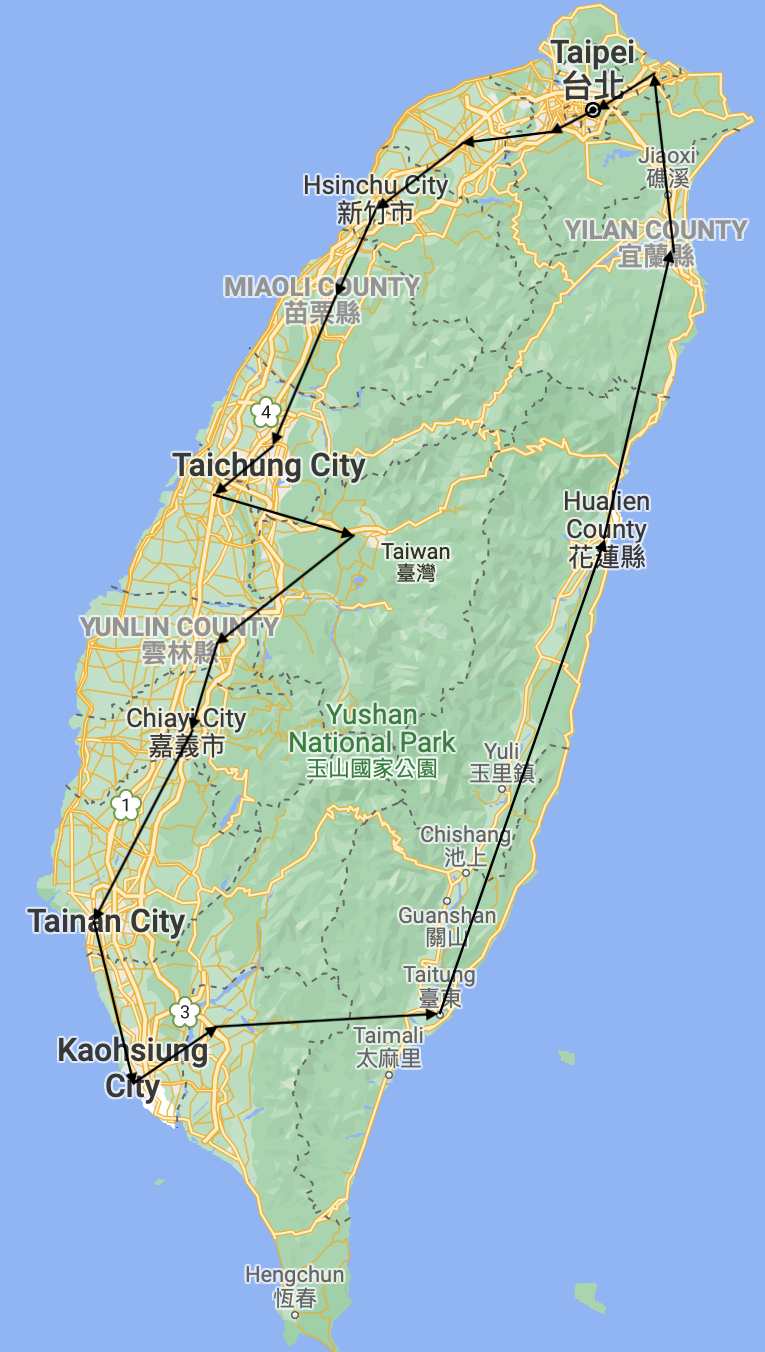 Taipei
台北
Jiaoxi
礁溪
Hsinchu City
新竹市
YILAN COUNTY
宜蘭縣
MIAOLI COUNTY
苗栗縣
4
Taichung City
Hualien
County
花蓮縣
Taiwan
臺灣
YUNLIN COUNTY
雲林縣
Chiayi City
嘉義市
Yushan
National Park
玉山國家公園
Yuli
玉里鎮
1
Chishang
池上
Tainan City
Guanshan
關山
Taitung
臺東
3
Kaohsiung
City
Taimali
太麻里
Hengchun
恆春